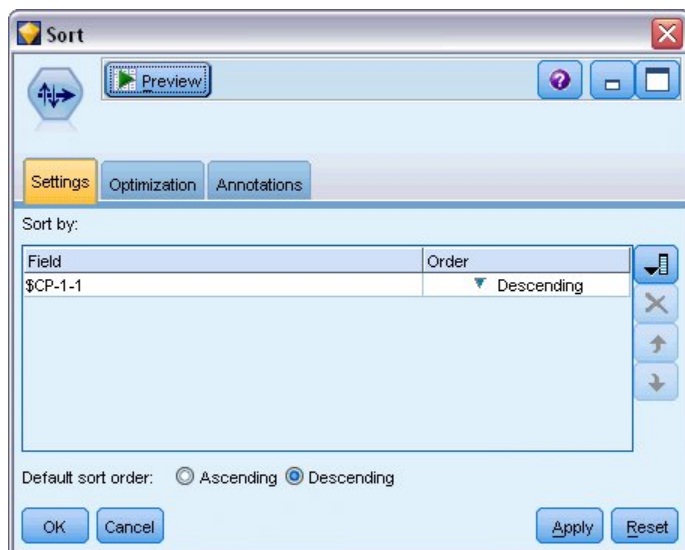 Sort
Preview
Settings Optimization Annotations
Sort by:
Field Order
$CP-1-1 Descending
Default sort order: Ascending Descending
OK Cancel Apply Reset